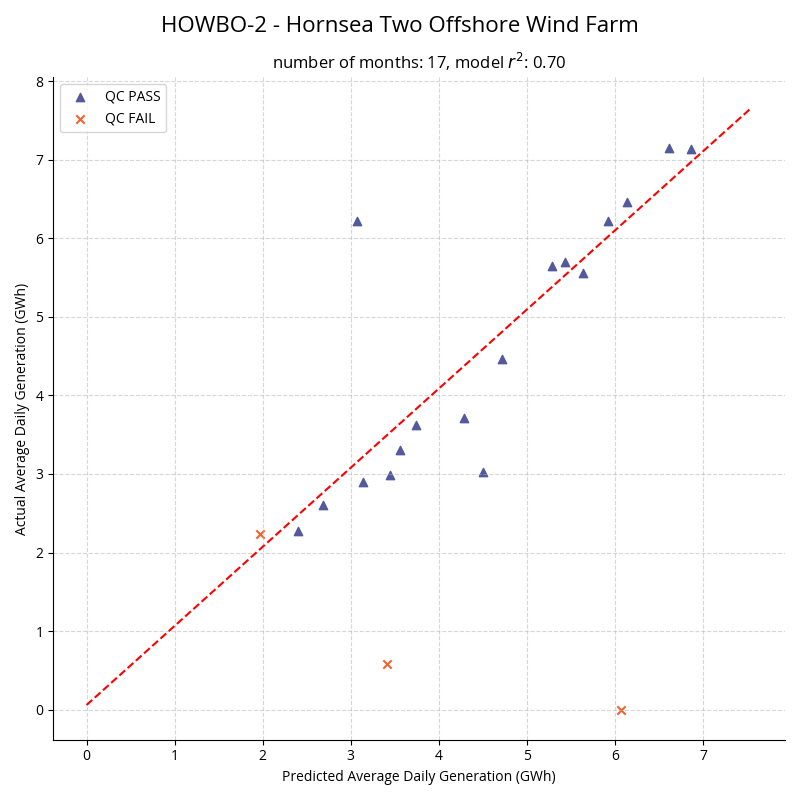 HOWBO-2 - Hornsea Two Offshore Wind Farm
number of months: 17, model r²: 0.70
QC PASS
QC FAIL
8
7
6
5
4
3
2
1
0
Actual Average Daily Generation (GWh)
0 1 2 3 4 5 6 7
Predicted Average Daily Generation (GWh)